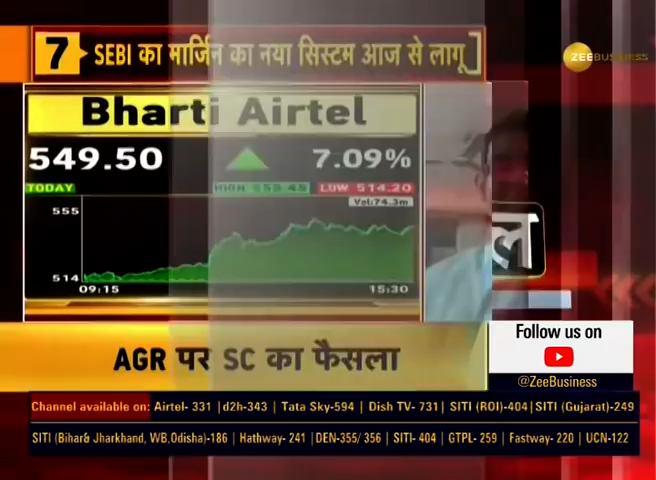 7 SEBI का मार्जिन का नया सिस्टम आज से लागू
ZEEBUSINESS
Bharti Airtel
549.50 7.09%
TODAY HIGH 555.45 LOW 514.20
Vol:74.3m
555
514
09:15 15:30
ल
AGR पर SC का फैसला
Follow us on
@ZeeBusiness
Channel available on: Airtel- 331 |d2h-343 | Tata Sky-594 | Dish TV- 731| SITI (ROI)-404|SITI (Gujarat)-249
SITI (Bihar& Jharkhand, WB,Odisha)-186 | Hathway- 241 |DEN-355/ 356 | SITI- 404 | GTPL- 259 | Fastway- 220 | UCN-122